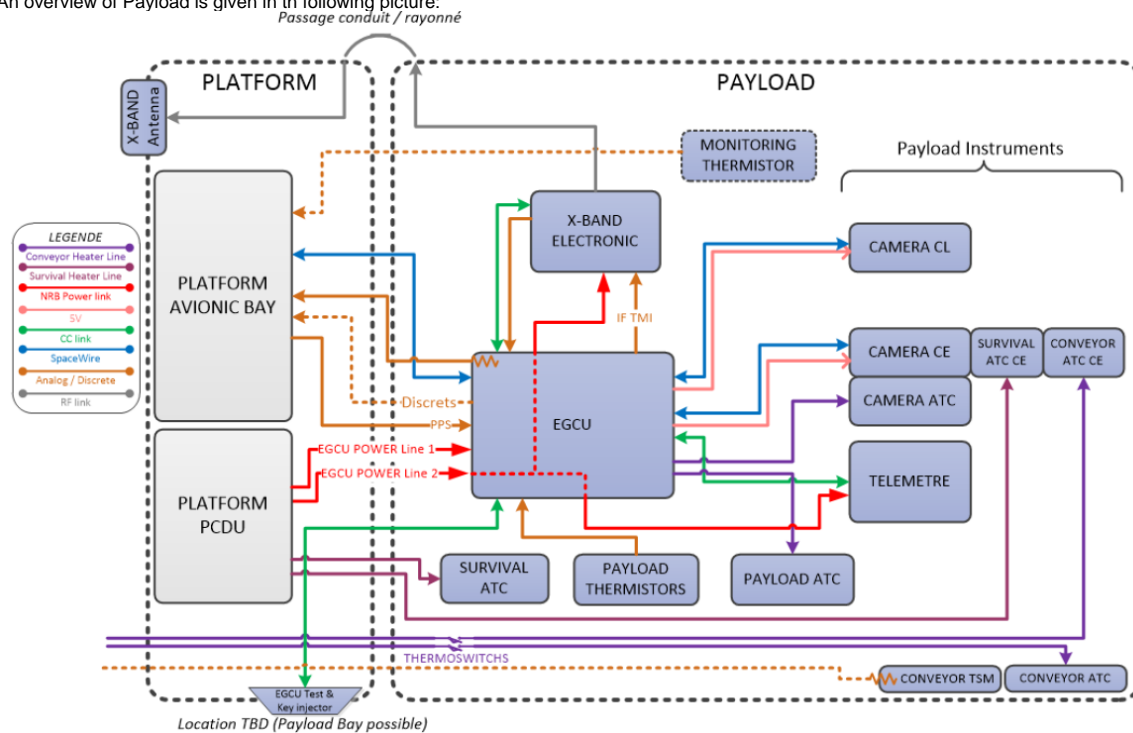 An overview of Payload is given in th following picture:
Passage conduit / rayonné
PLATFORM
PAYLOAD
X-BAND
Antenna
MONITORING
THERMISTOR
Payload Instruments
X-BAND
ELECTRONIC
CAMERA CL
LEGENDE
Conveyor Heater Line
Survival Heater Line
NRB Power link
SV
CC link
SpaceWire
Analog / Discrete
RF link
PLATFORM
AVIONIC BAY
IF TMI
CAMERA CE
SURVIVAL
ATC CE
CONVEYOR
ATC CE
CAMERA ATC
Discrets
PPS
EGCU
EGCU POWER Line 1
EGCU POWER Line 2
TELEMETRE
PLATFORM
PCDU
SURVIVAL
ATC
PAYLOAD
THERMISTORS
PAYLOAD ATC
THERMOSWITCHS
CONVEYOR TSM
CONVEYOR ATC
EGCU Test &
Key injector
Location TBD (Payload Bay possible)